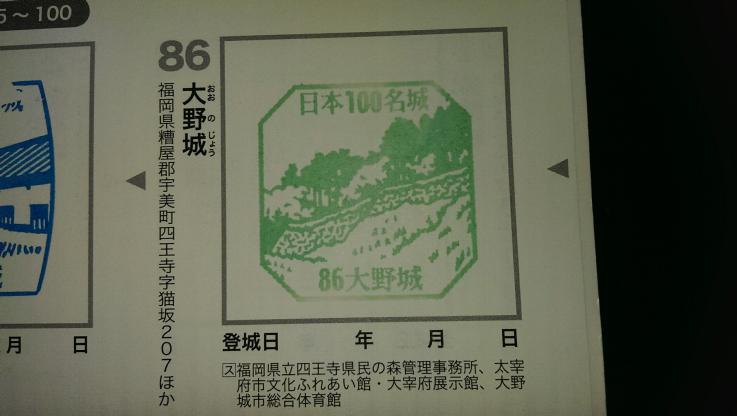 5～100
86
大野城
おおのじょう
福岡県糟屋郡宇美町四王寺字猫坂207ほか
日本100名城
86大野城
登城日 年 月 日
ス福岡県立四王寺県民の森管理事務所、太宰
府市文化ふれあい館・大宰府展示館、大野
城市総合体育館
月 日